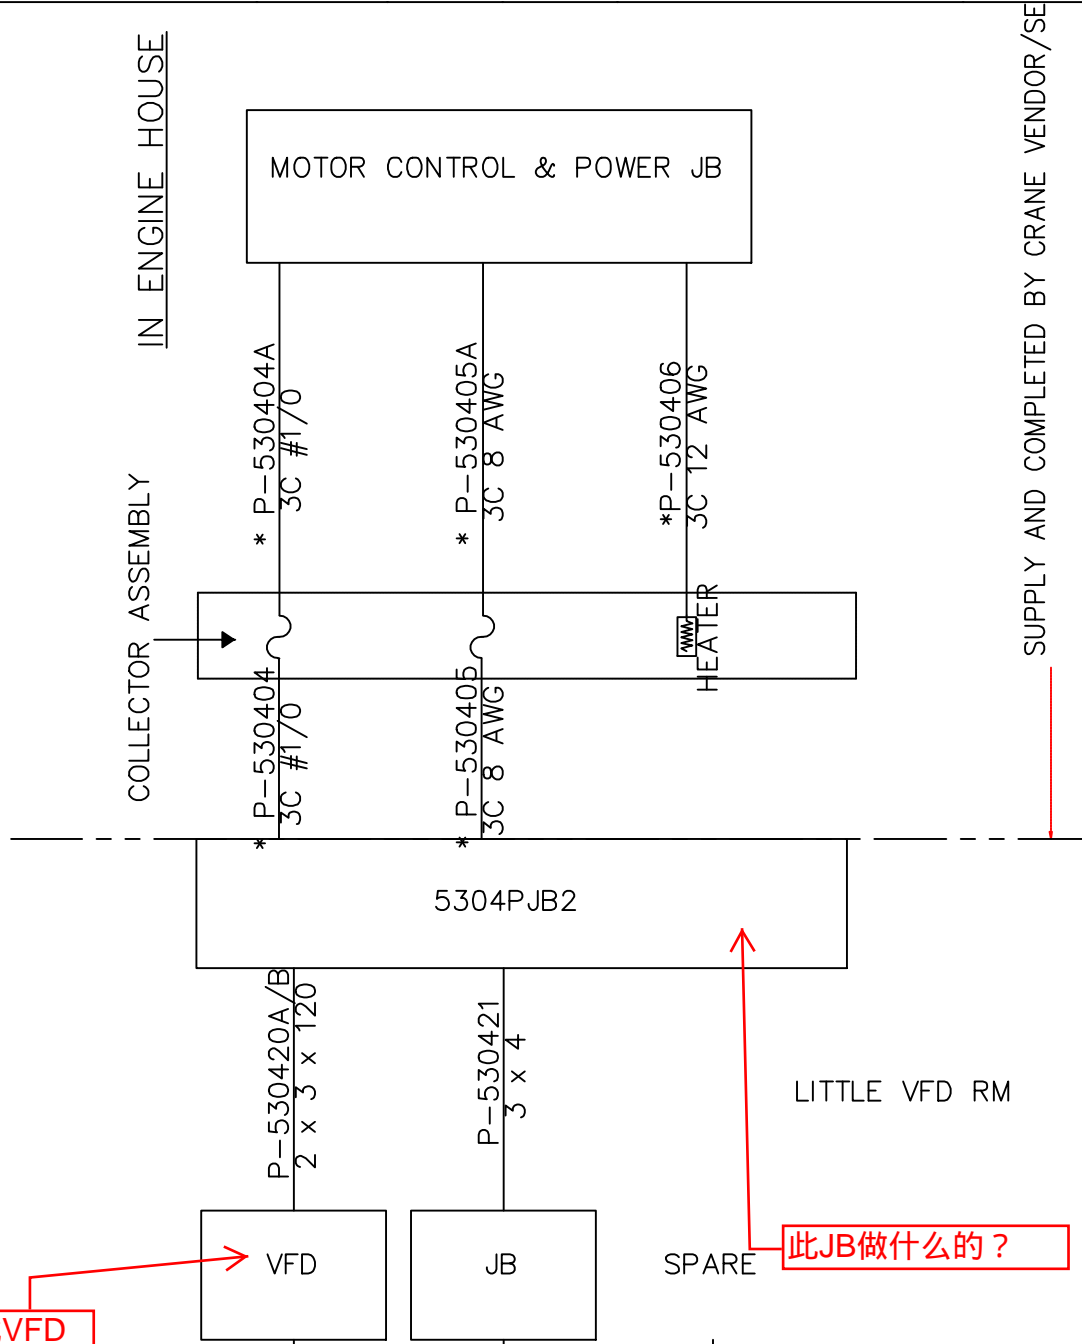 IN ENGINE HOUSE
SUPPLY AND COMPLETED BY CRANE VENDOR/SE
MOTOR CONTROL & POWER JB
* P-530404A
3C #1/0
* P-530405A
3C 8 AWG
*P-530406
3C 12 AWG
COLLECTOR ASSEMBLY
HEATER
* P-530404
3C #1/0
* P-530405
3C 8 AWG
5304PJB2
P-530420A/B
2 x 3 x 120
P-530421
3 x 4
LITTLE VFD RM
VFD
JB
SPARE
此JB做什么的？
VFD